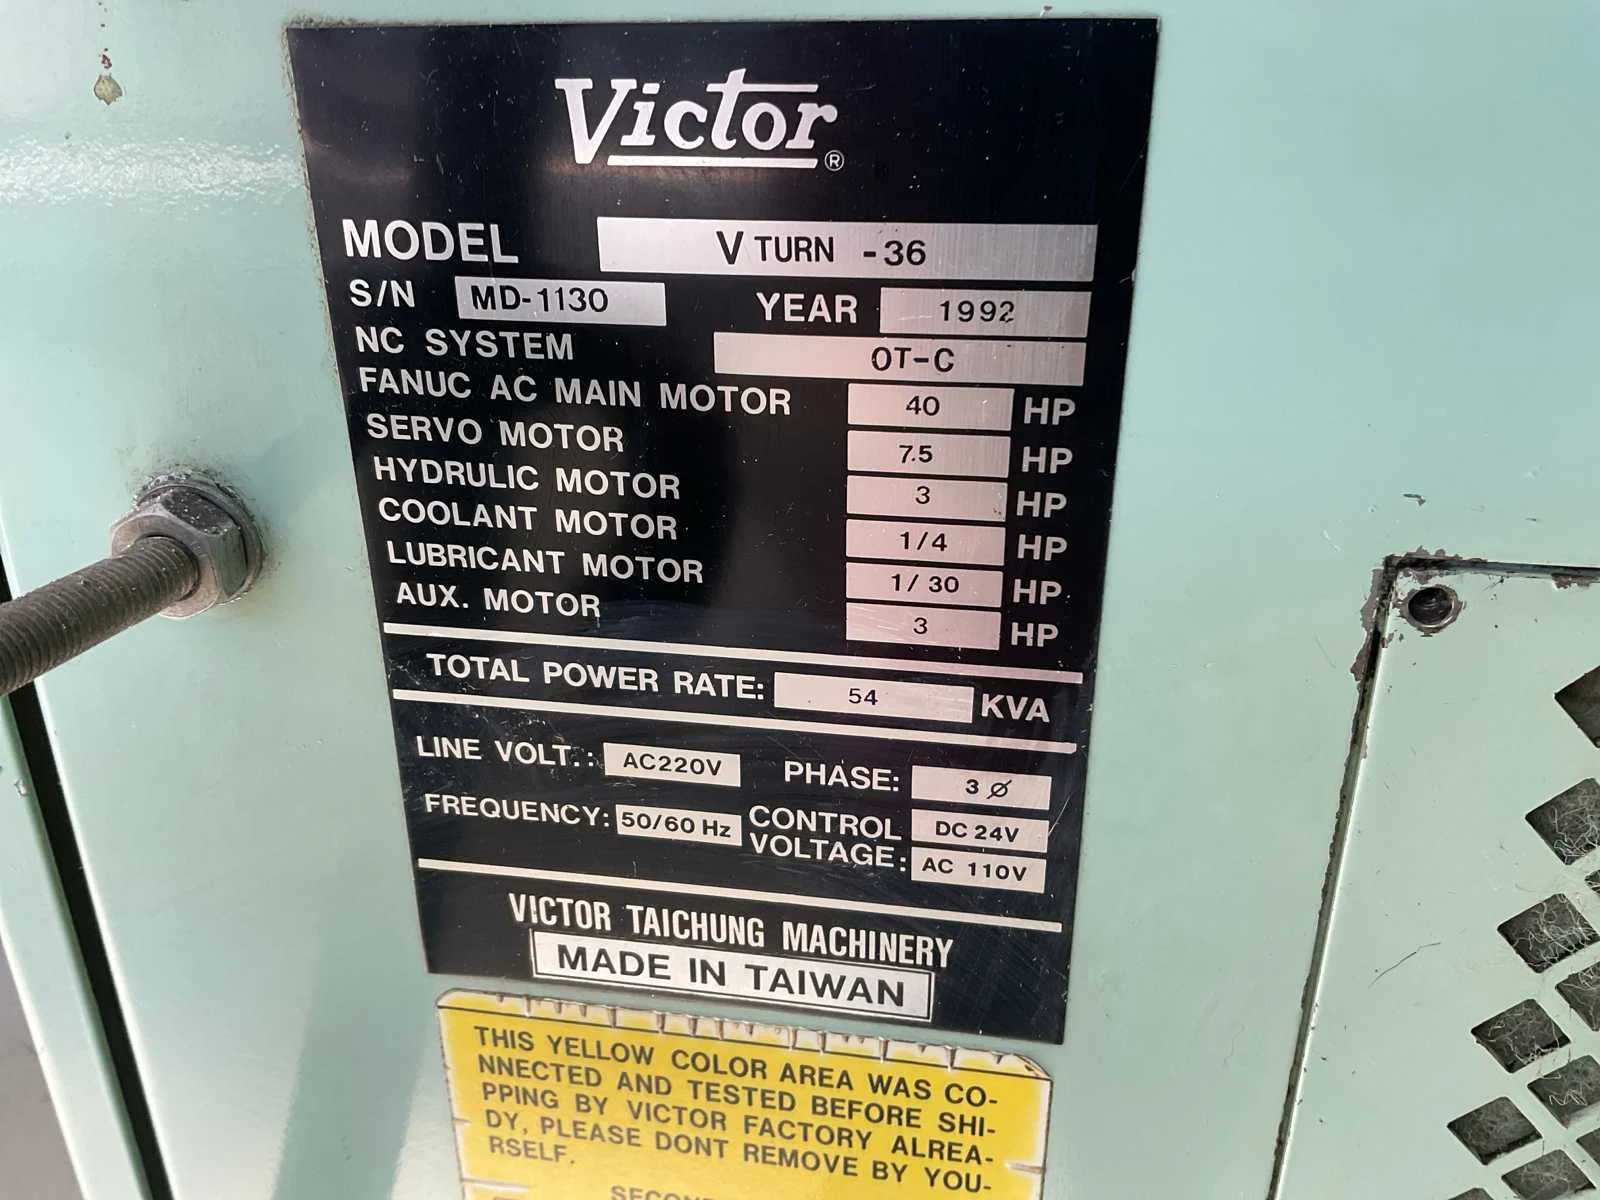 Victor®
MODEL V TURN -36
S/N MD-1130 YEAR 1992
NC SYSTEM OT-C
FANUC AC MAIN MOTOR 40 HP
SERVO MOTOR 7.5 HP
HYDRULIC MOTOR 3 HP
COOLANT MOTOR 1/4 HP
LUBRICANT MOTOR 1/30 HP
AUX. MOTOR 3 HP
TOTAL POWER RATE: 54 KVA
LINE VOLT.: AC220V PHASE: 3 Ø
FREQUENCY: 50/60 Hz CONTROL DC 24V
VOLTAGE: AC 110V
VICTOR TAICHUNG MACHINERY
MADE IN TAIWAN
THIS YELLOW COLOR AREA WAS CO-
NNECTED AND TESTED BEFORE SHI-
PPING BY VICTOR FACTORY ALREA-
DY, PLEASE DONT REMOVE BY YOU-
RSELF.